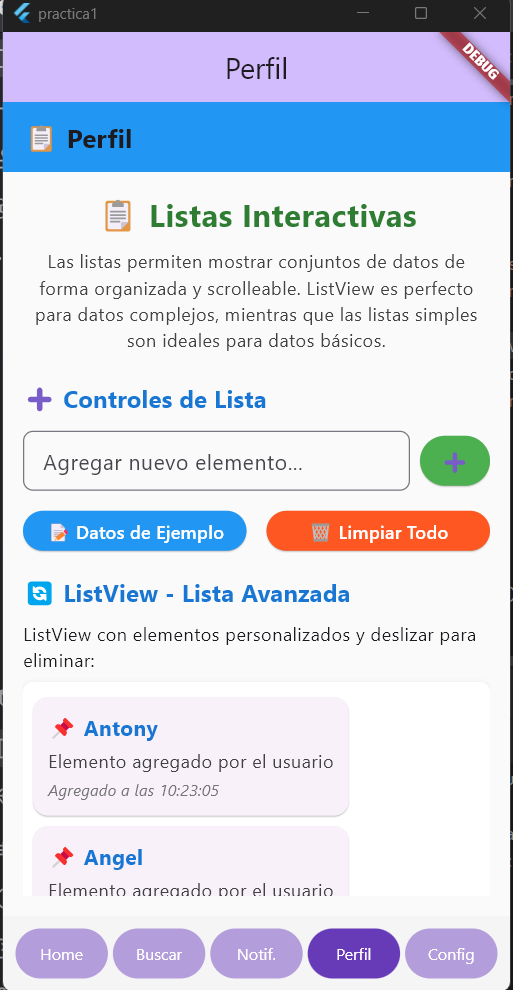 practica1
Perfil
DEBUG
Perfil
Listas Interactivas
Las listas permiten mostrar conjuntos de datos de
forma organizada y scrolleable. ListView es perfecto
para datos complejos, mientras que las listas simples
son ideales para datos básicos.
Controles de Lista
Agregar nuevo elemento...
Datos de Ejemplo
Limpiar Todo
ListView - Lista Avanzada
ListView con elementos personalizados y deslizar para
eliminar:
Antony
Elemento agregado por el usuario
Agregado a las 10:23:05
Angel
Elemento agregado por el usuario
Home
Buscar
Notif.
Perfil
Config